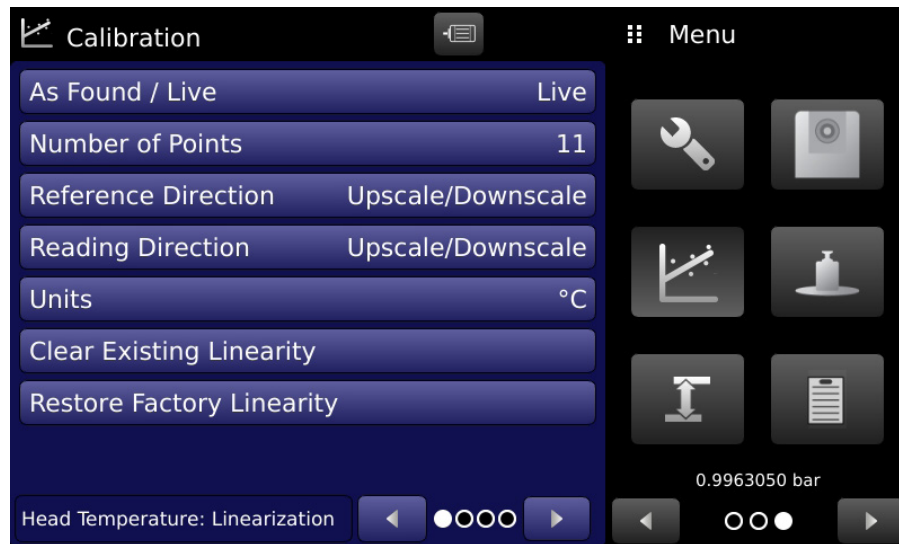 Calibration
Menu
As Found / Live Live
Number of Points 11
Reference Direction Upscale/Downscale
Reading Direction Upscale/Downscale
Units °C
Clear Existing Linearity
Restore Factory Linearity
0.9963050 bar
Head Temperature: Linearization